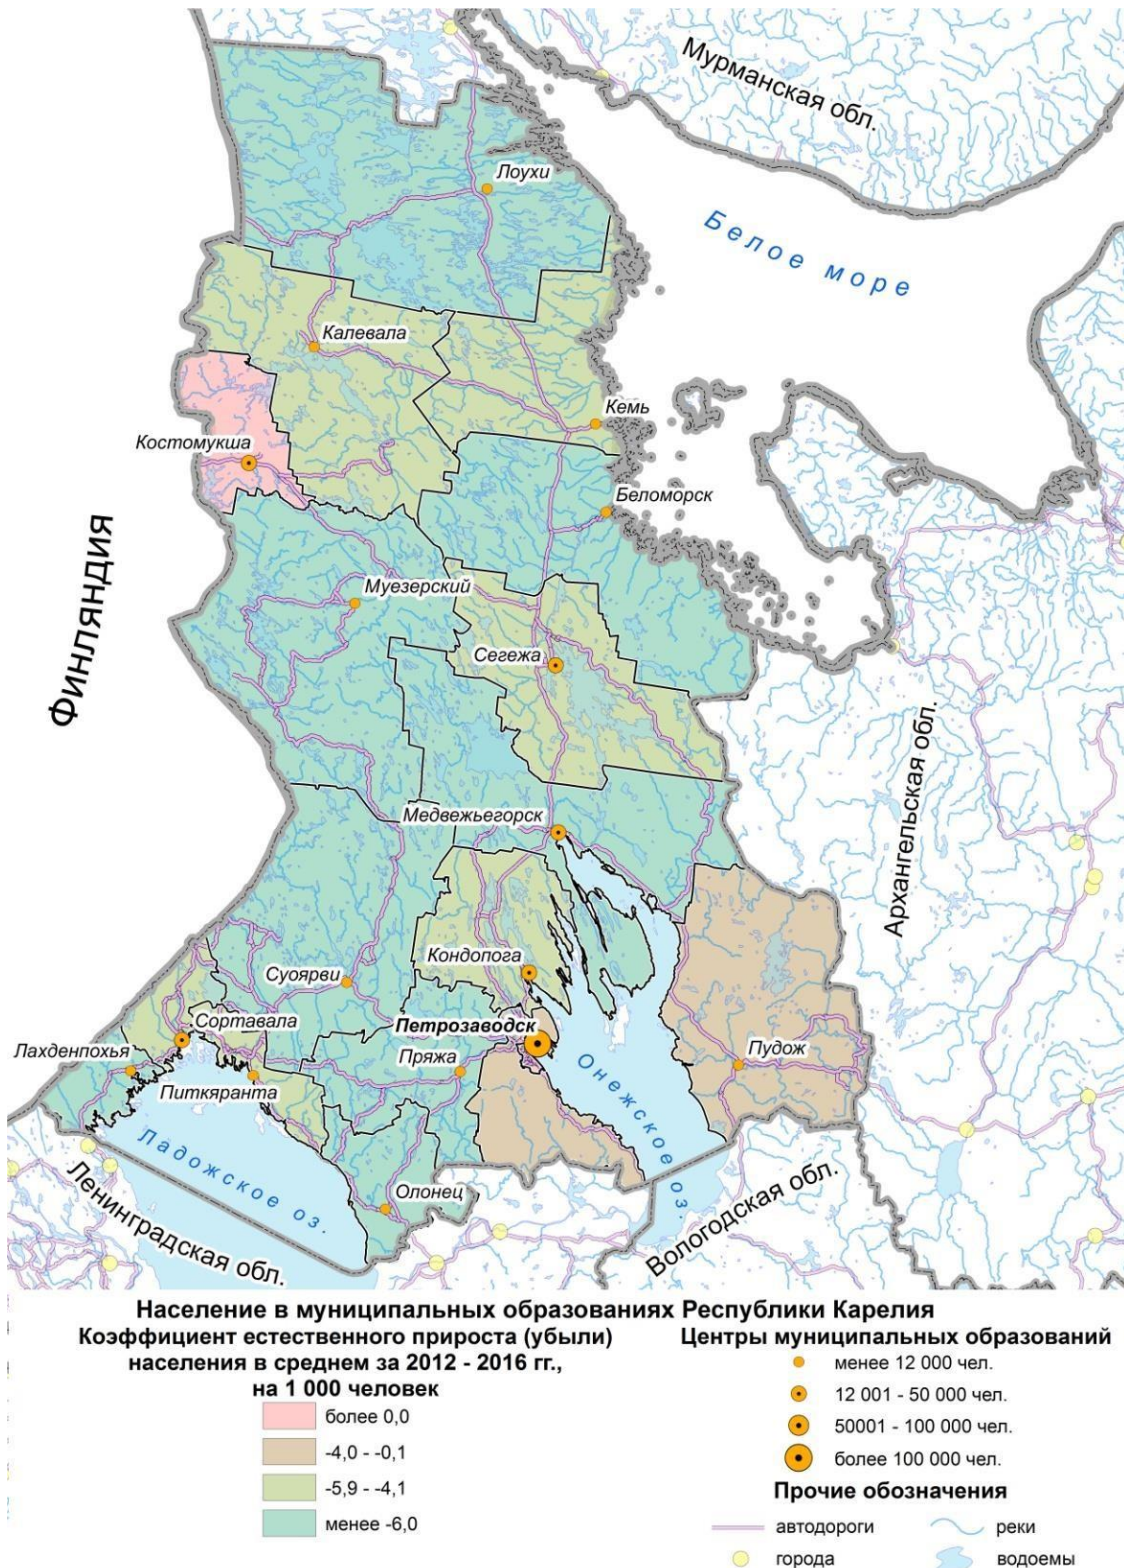 Мурманская обл.
Лоухи
Белое море
Калевала
Кемь
Костомукша
Беломорск
Финляндия
Муезерский
Сегежа
Архангельская обл.
Медвежьегорск
Кондопога
Суоярви
Петрозаводск
Сортавала
Лахденпохья
Пряжа
Пудож
Питкяранта
Онежское оз.
Ладожское оз.
Олонец
Ленинградская обл.
Вологодская обл.
Население в муниципальных образованиях Республики Карелия
Коэффициент естественного прироста (убыли)
населения в среднем за 2012 - 2016 гг.,
на 1 000 человек
более 0,0
-4,0 - -0,1
-5,9 - -4,1
менее -6,0
Центры муниципальных образований
менее 12 000 чел.
12 001 - 50 000 чел.
50001 - 100 000 чел.
более 100 000 чел.
Прочие обозначения
автодороги
реки
города
водоемы